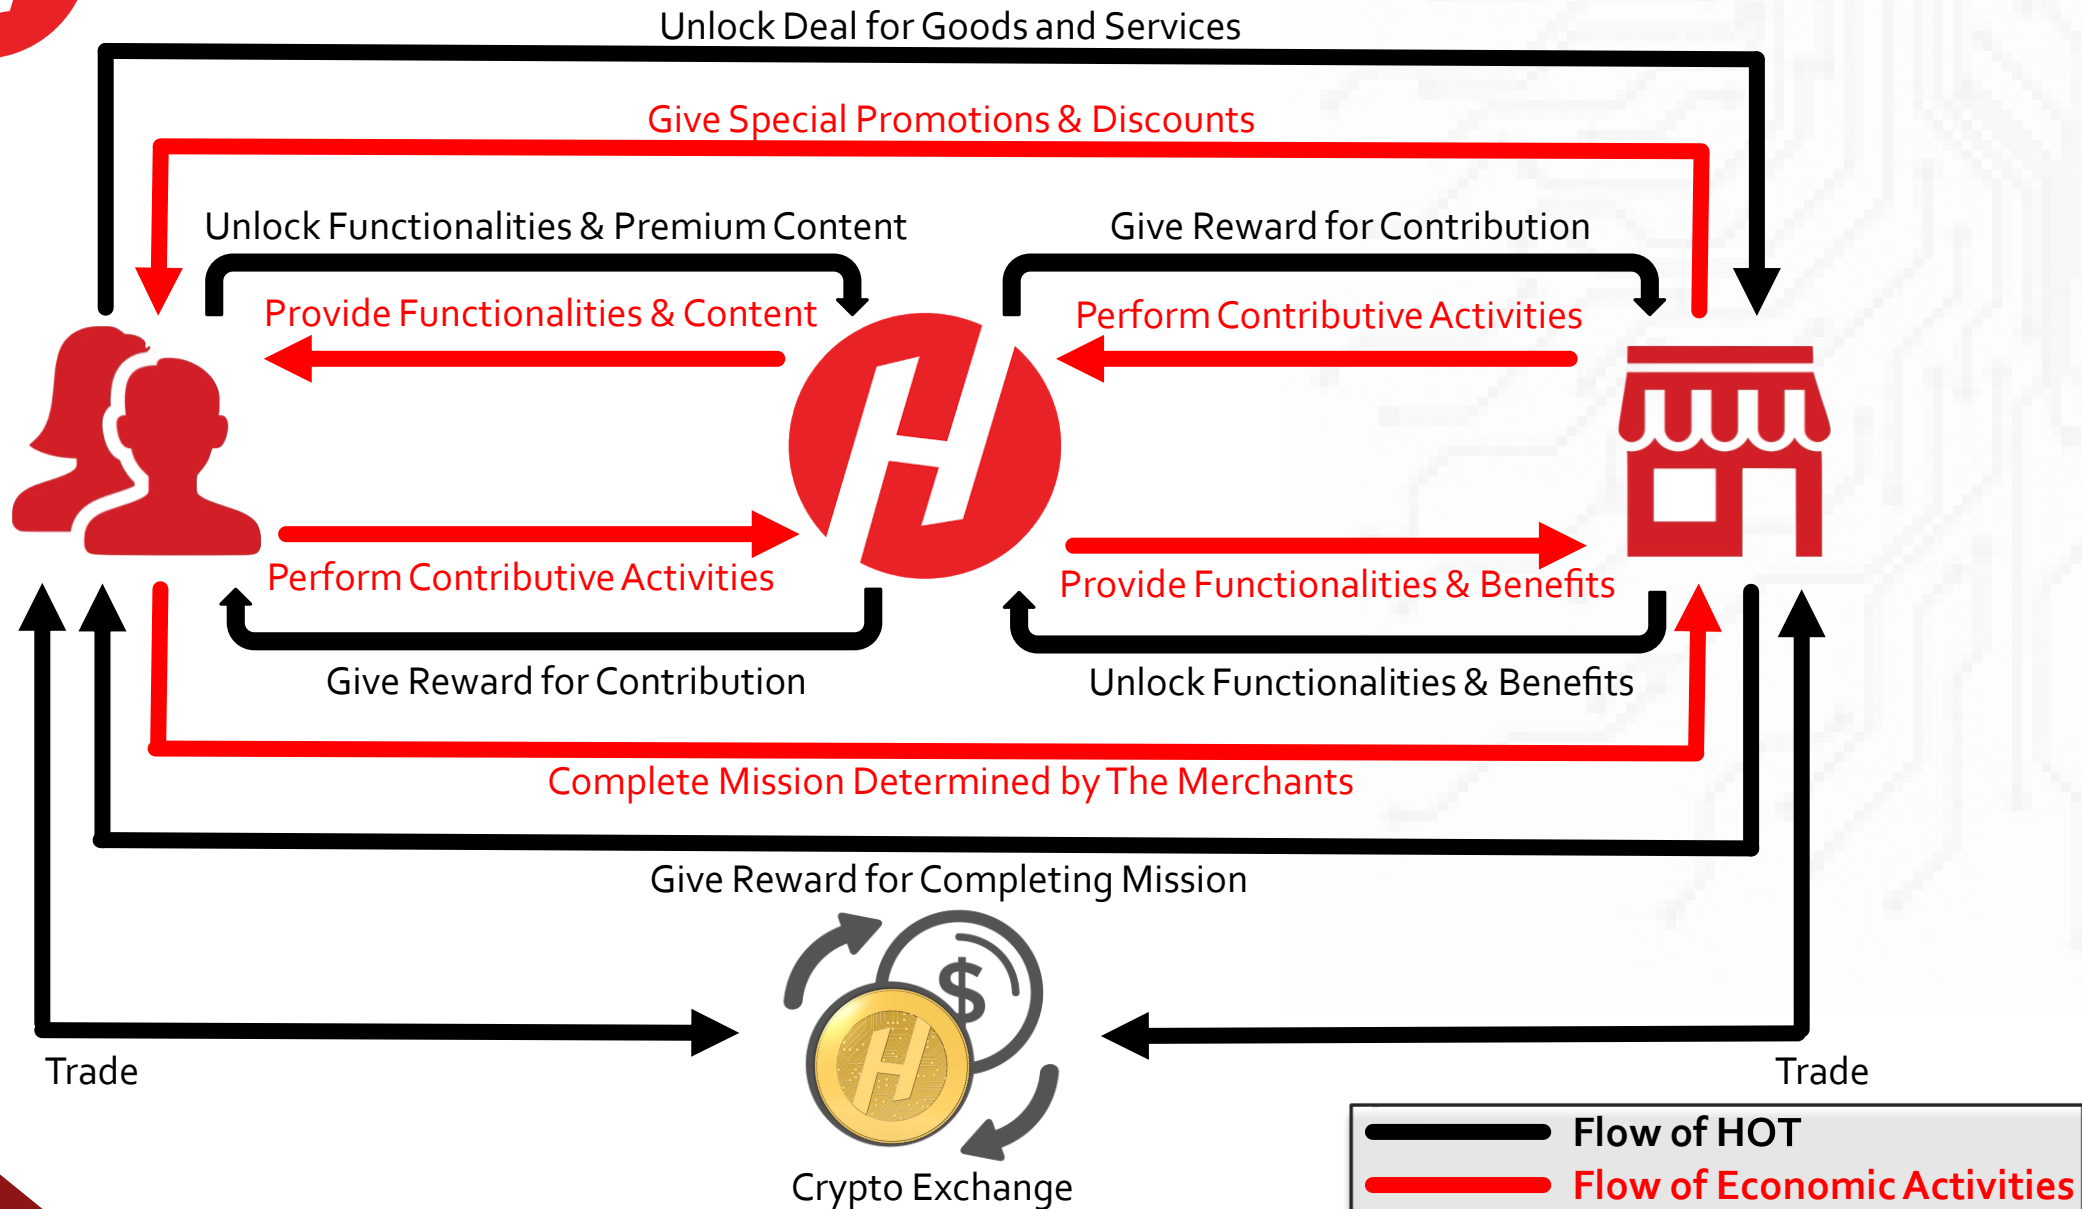 Unlock Deal for Goods and Services
Give Special Promotions & Discounts
Unlock Functionalities & Premium Content
Give Reward for Contribution
Provide Functionalities & Content
Perform Contributive Activities
H
Perform Contributive Activities
Provide Functionalities & Benefits
Give Reward for Contribution
Unlock Functionalities & Benefits
Complete Mission Determined by The Merchants
Give Reward for Completing Mission
$
H
Trade
Trade
Crypto Exchange
Flow of HOT
Flow of Economic Activities